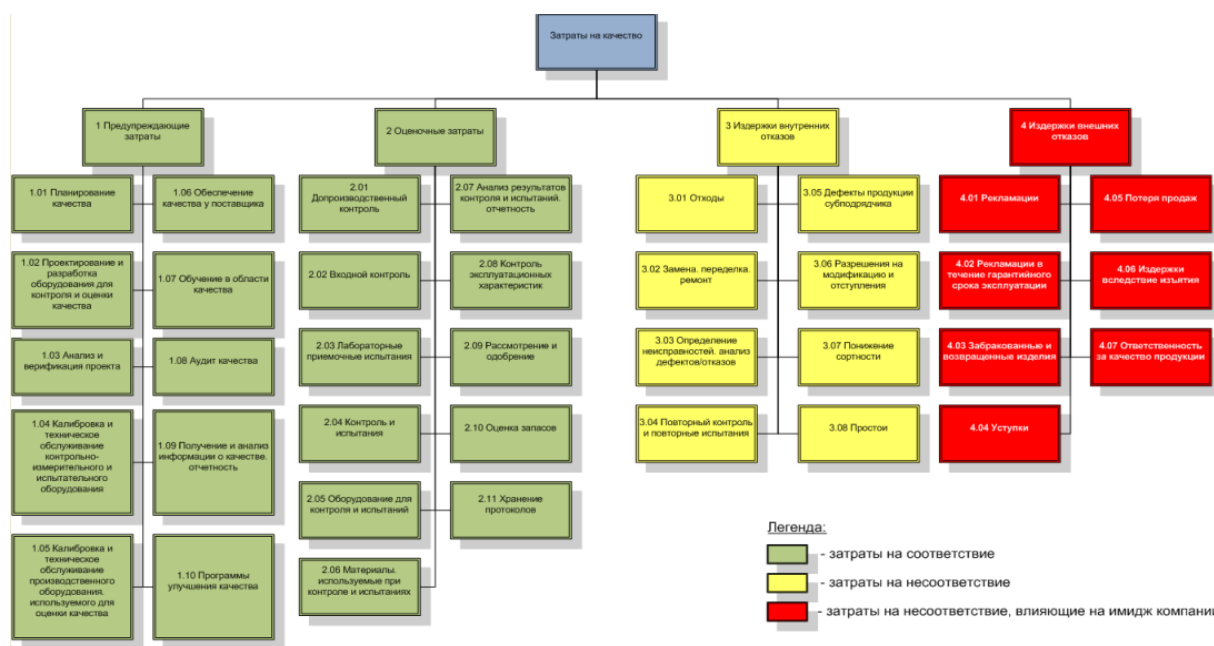 Затраты на качество
1 Предупреждающие
затраты
2 Оценочные затраты
3 Издержки внутренних
отказов
4 Издержки внешних
отказов
1.01 Планирование
качества
1.06 Обеспечение
качества у поставщика
2.01
Допроизводственный
контроль
2.07 Анализ результатов
контроля и испытаний.
отчетность
3.01 Отходы
3.05 Дефекты продукции
субподрядчика
4.01 Рекламации
4.05 Потеря продаж
1.02 Проектирование и
разработка
оборудования для
контроля и оценки
качества
1.07 Обучение в области
качества
2.02 Входной контроль
2.08 Контроль
эксплуатационных
характеристик
3.02 Замена. переделка.
ремонт
3.06 Разрешения на
модификацию и
отступления
4.02 Рекламации в
течение гарантийного
срока эксплуатации
4.06 Издержки
вследствие изъятия
1.03 Анализ и
верификация проекта
1.08 Аудит качества
2.03 Лабораторные
приемочные испытания
2.09 Рассмотрение и
одобрение
3.03 Определение
неисправностей. анализ
дефектов/отказов
3.07 Понижение
сортности
4.03 Забракованные и
возвращенные изделия
4.07 Ответственность
за качество продукции
1.04 Калибровка и
техническое
обслуживание
контрольно-
измерительного и
испытательного
оборудования
1.09 Получение и анализ
информации о качестве.
отчетность
2.04 Контроль и
испытания
2.10 Оценка запасов
3.04 Повторный контроль
и повторные испытания
3.08 Простои
4.04 Уступки
1.05 Калибровка и
техническое
обслуживание
производственного
оборудования.
используемого для
оценки качества
1.10 Программы
улучшения качества
2.05 Оборудование для
контроля и испытаний
2.11 Хранение
протоколов
2.06 Материалы.
используемые при
контроле и испытаниях
Легенда:
- затраты на соответствие
- затраты на несоответствие
- затраты на несоответствие, влияющие на имидж компании